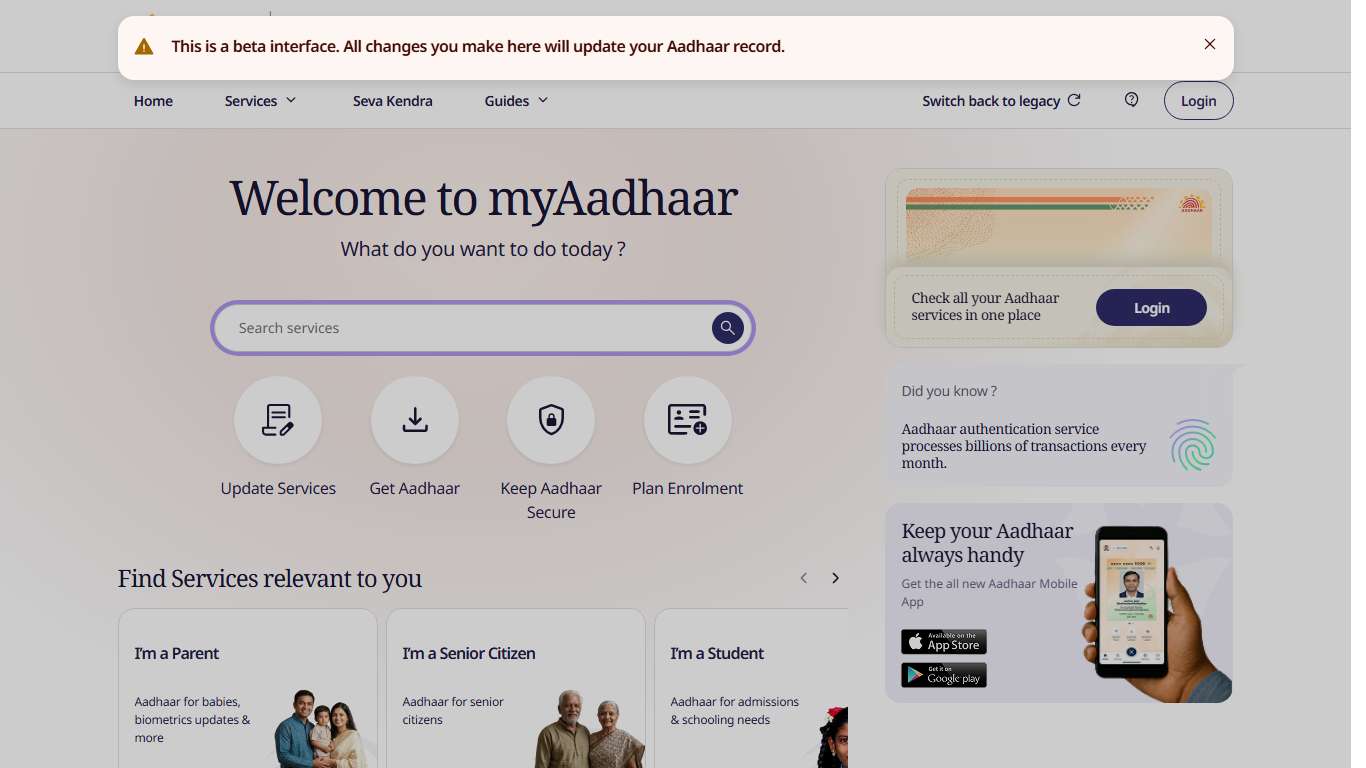 This is a beta interface. All changes you make here will update your Aadhaar record.
Home Services Seva Kendra Guides Switch back to legacy Login
Welcome to myAadhaar
What do you want to do today ?
Search services
Update Services
Get Aadhaar
Keep Aadhaar
Secure
Plan Enrolment
Find Services relevant to you
I'm a Parent
Aadhaar for babies,
biometrics updates &
more
I'm a Senior Citizen
Aadhaar for senior
citizens
I'm a Student
Aadhaar for admissions
& schooling needs
AADHAAR
Check all your Aadhaar
services in one place
Login
Did you know ?
Aadhaar authentication service
processes billions of transactions every
month.
Keep your Aadhaar
always handy
Get the all new Aadhaar Mobile
App
Available on the
App Store
Get it on
Google play